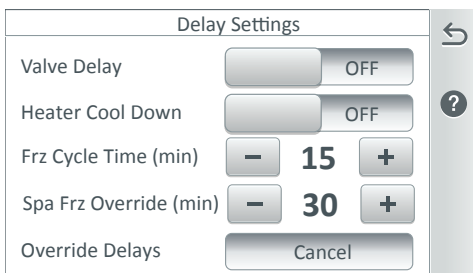 Delay Settings
Valve Delay OFF
Heater Cool Down OFF
Frz Cycle Time (min) − 15 +
Spa Frz Override (min) − 30 +
Override Delays Cancel
?